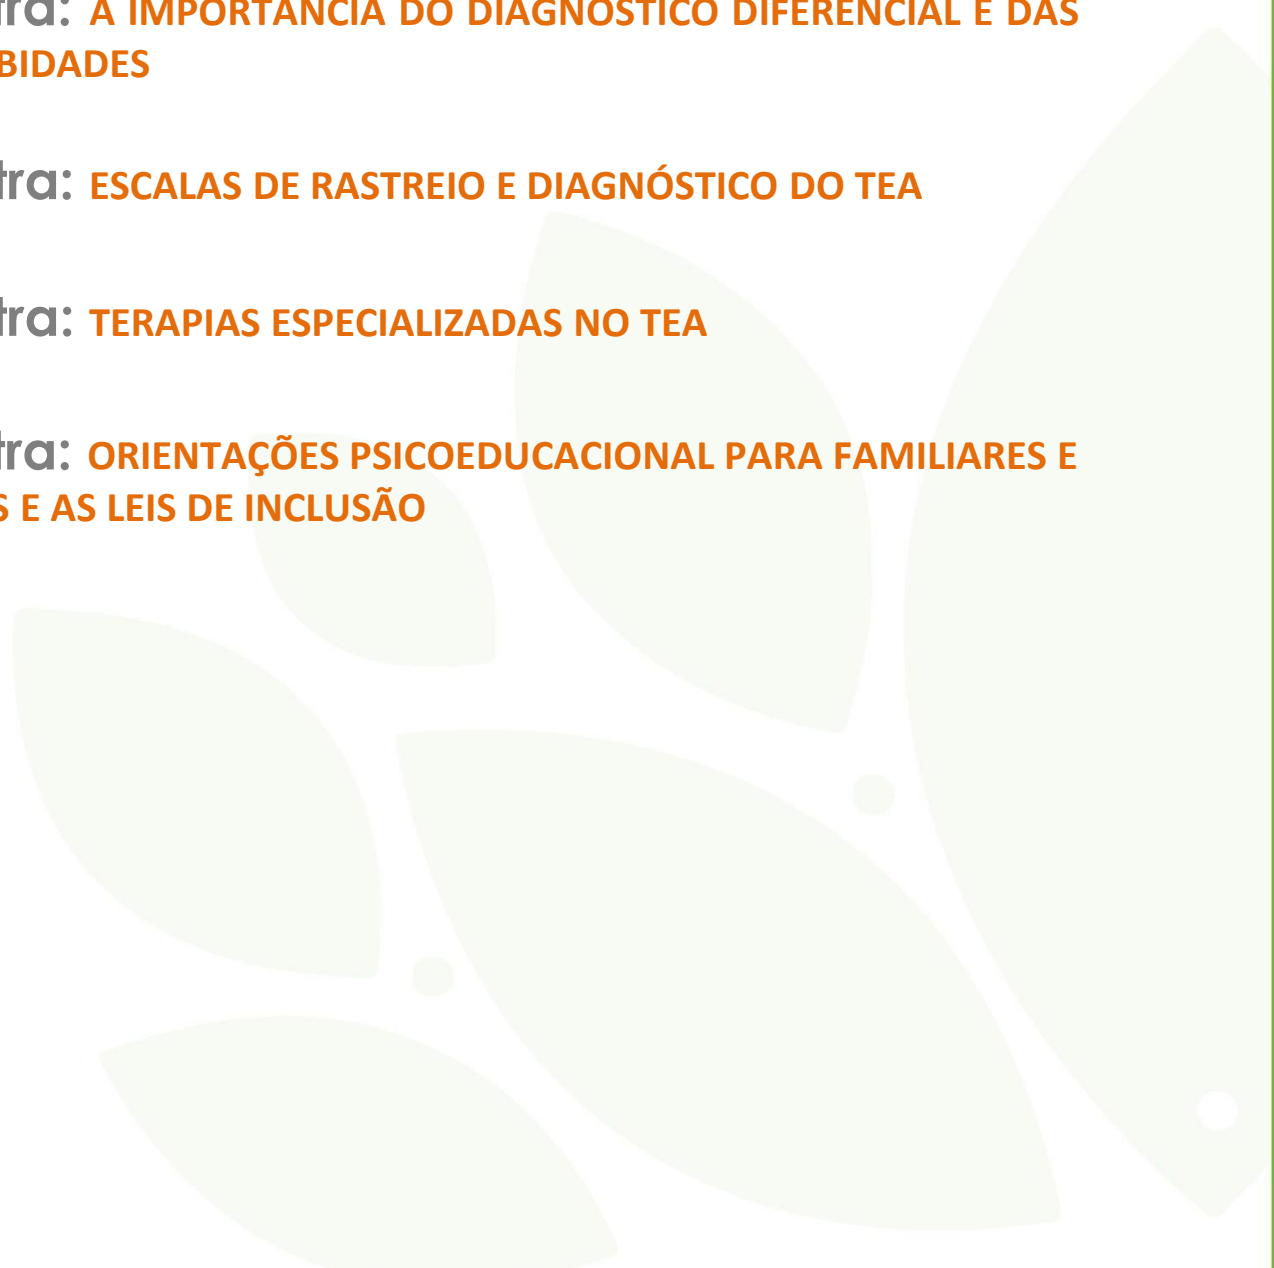 tra: A IMPORTÂNCIA DO DIAGNÓSTICO DIFERENCIAL E DAS
BIDADES
tra: ESCALAS DE RASTREIO E DIAGNÓSTICO DO TEA
tra: TERAPIAS ESPECIALIZADAS NO TEA
tra: ORIENTAÇÕES PSICOEDUCACIONAL PARA FAMILIARES E
S E AS LEIS DE INCLUSÃO